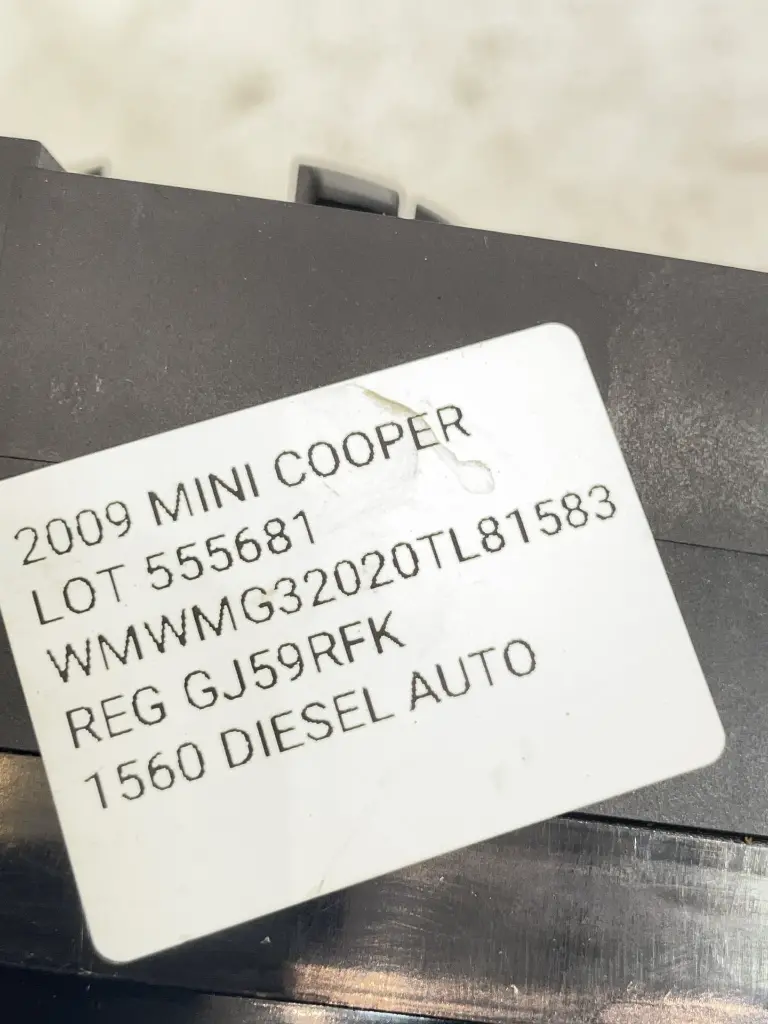 2009 MINI COOPER
LOT 555681
WMWMG32020TL81583
REG GJ59RFK
1560 DIESEL AUTO